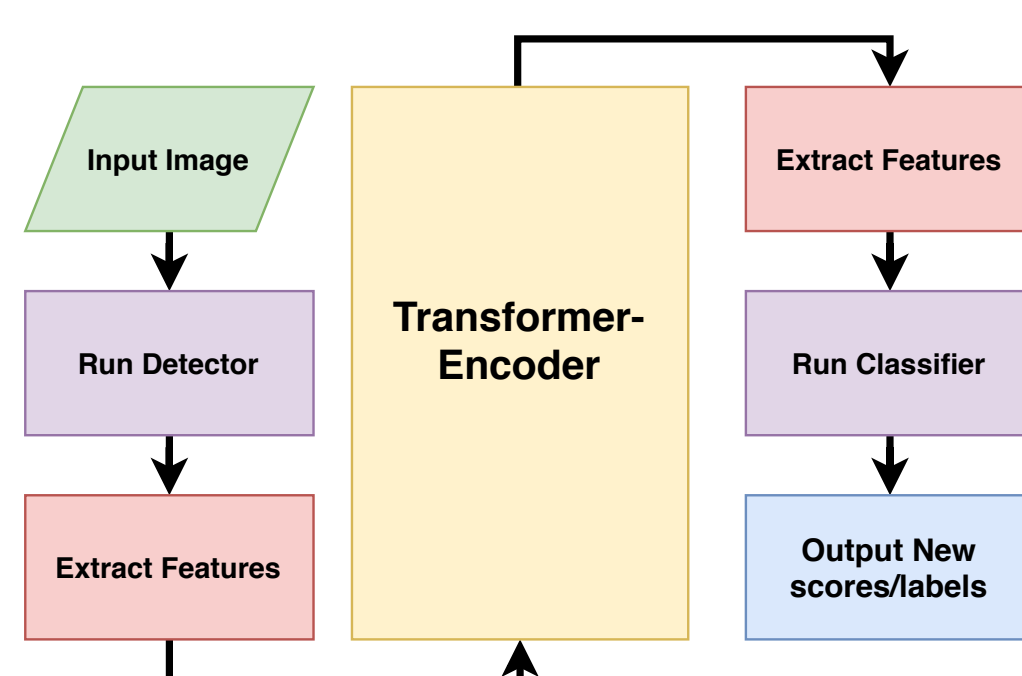 Input Image
Run Detector
Extract Features
Transformer-
Encoder
Extract Features
Run Classifier
Output New
scores/labels